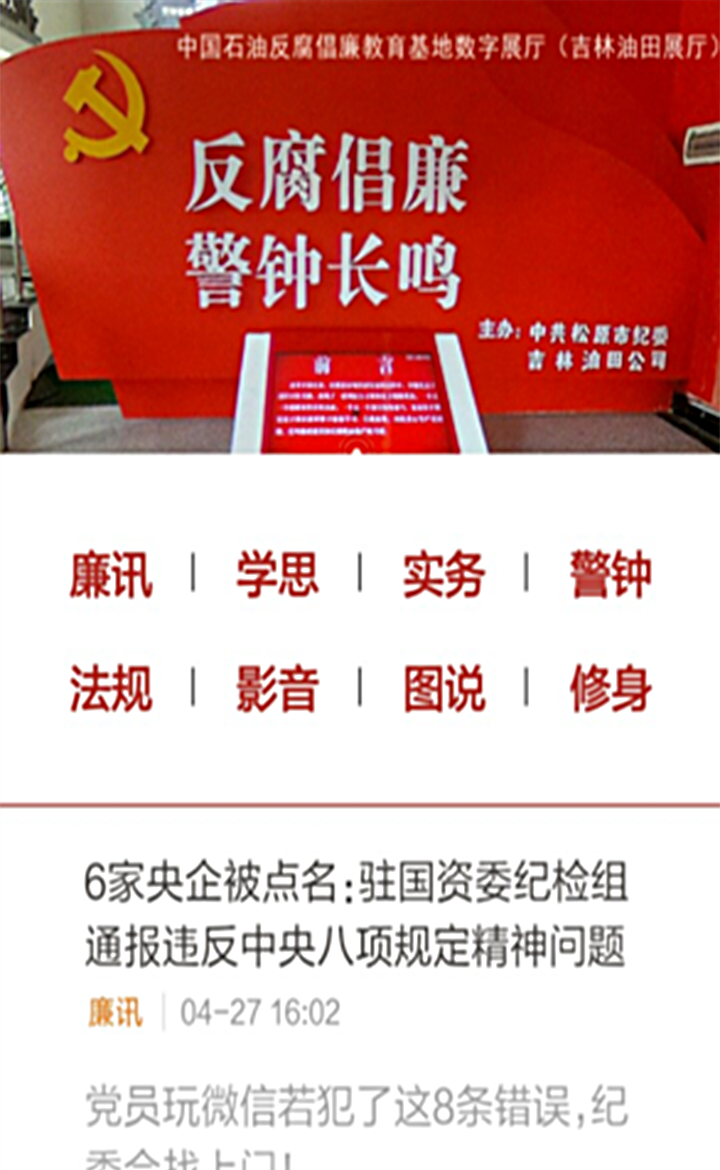 中国石油反腐倡廉教育基地数字展厅（吉林油田展厅）
反腐倡廉
警钟长鸣
主办：中共松原市纪委
吉林油田公司
前 言
廉讯 | 学思 | 实务 | 警钟
法规 | 影音 | 图说 | 修身
6家央企被点名：驻国资委纪检组
通报违反中央八项规定精神问题
廉讯 | 04-27 16:02
党员玩微信若犯了这8条错误，纪
委会找上门！